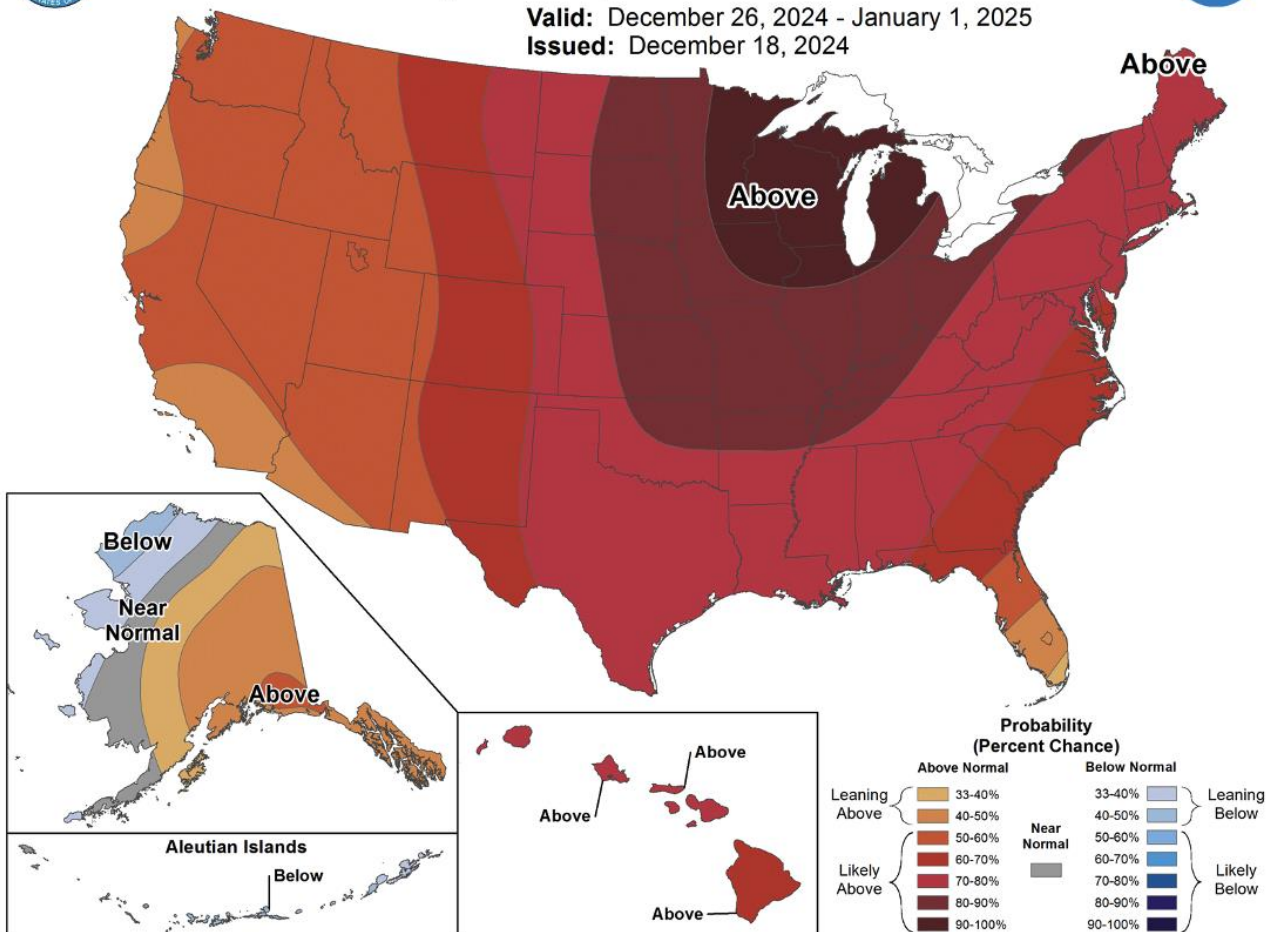 Valid: December 26, 2024 - January 1, 2025
Issued: December 18, 2024
Above
Above
Below
Near
Normal
Above
Aleutian Islands
Below
Above
Above
Above
Probability
(Percent Chance)
Above Normal
Below Normal
Leaning
Above
33-40%
40-50%
Likely
Above
50-60%
60-70%
70-80%
80-90%
90-100%
Near
Normal
33-40%
40-50%
Leaning
Below
50-60%
60-70%
70-80%
80-90%
90-100%
Likely
Below